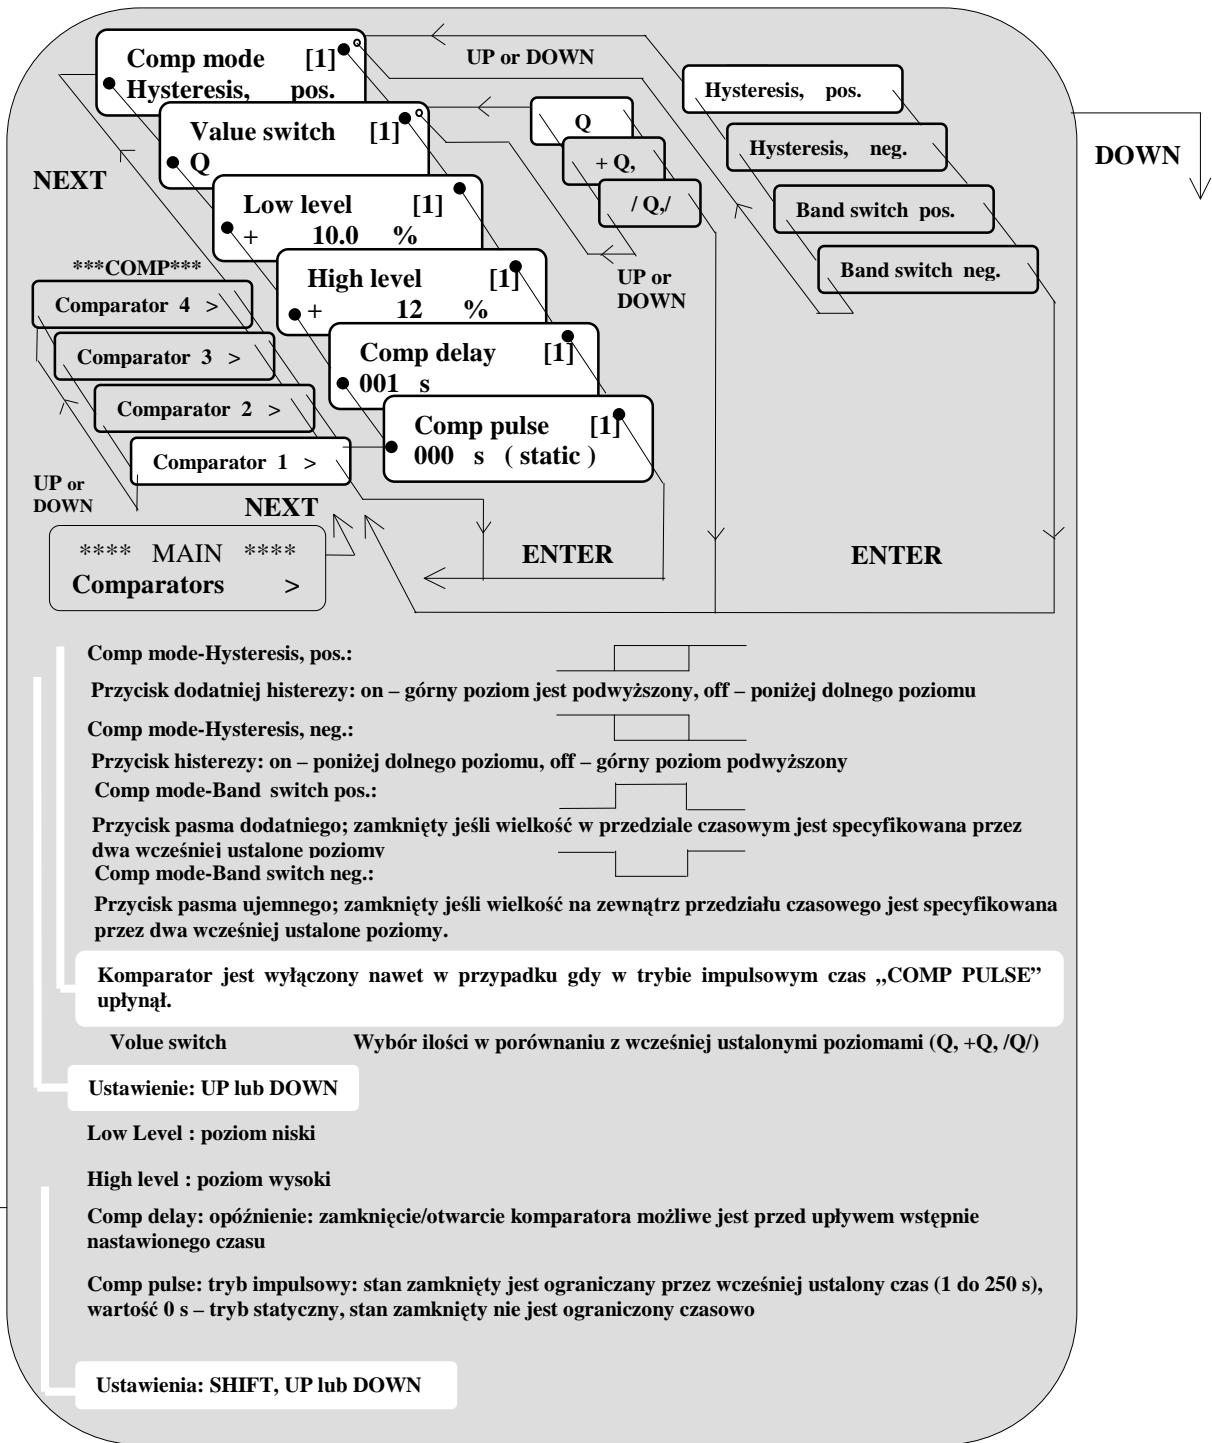 Comp mode [1]
Hysteresis, pos.
UP or DOWN
Value switch [1]
Q
NEXT
Low level [1]
+ 10.0 %
High level [1]
+ 12 %
Comp delay [1]
001 s
Comp pulse [1]
000 s ( static )
Q
+ Q,
/ Q,/
UP or
DOWN
Hysteresis, pos.
Hysteresis, neg.
Band switch pos.
Band switch neg.
DOWN
***COMP***
Comparator 4 >
Comparator 3 >
Comparator 2 >
Comparator 1 >
UP or
DOWN
NEXT
**** MAIN ****
Comparators >
ENTER
ENTER
Comp mode-Hysteresis, pos.:
Przycisk dodatniej histerezy: on – górny poziom jest podwyższony, off – poniżej dolnego poziomu
Comp mode-Hysteresis, neg.:
Przycisk histerezy: on – poniżej dolnego poziomu, off – górny poziom podwyższony
Comp mode-Band switch pos.:
Przycisk pasma dodatniego; zamknięty jeśli wielkość w przedziale czasowym jest specyfikowana przez
dwa wcześniej ustalone poziomy
Comp mode-Band switch neg.:
Przycisk pasma ujemnego; zamknięty jeśli wielkość na zewnątrz przedziału czasowego jest specyfikowana
przez dwa wcześniej ustalone poziomy.
Komparator jest wyłączony nawet w przypadku gdy w trybie impulsowym czas „COMP PULSE”
upłynął.
Volue switch Wybór ilości w porównaniu z wcześniej ustalonymi poziomami (Q, +Q, /Q/)
Ustawienie: UP lub DOWN
Low Level : poziom niski
High level : poziom wysoki
Comp delay: opóźnienie: zamknięcie/otwarcie komparatora możliwe jest przed upływem wstępnie
nastawionego czasu
Comp pulse: tryb impulsowy: stan zamknięty jest ograniczany przez wcześniej ustalony czas (1 do 250 s),
wartość 0 s – tryb statyczny, stan zamknięty nie jest ograniczony czasowo
Ustawienia: SHIFT, UP lub DOWN